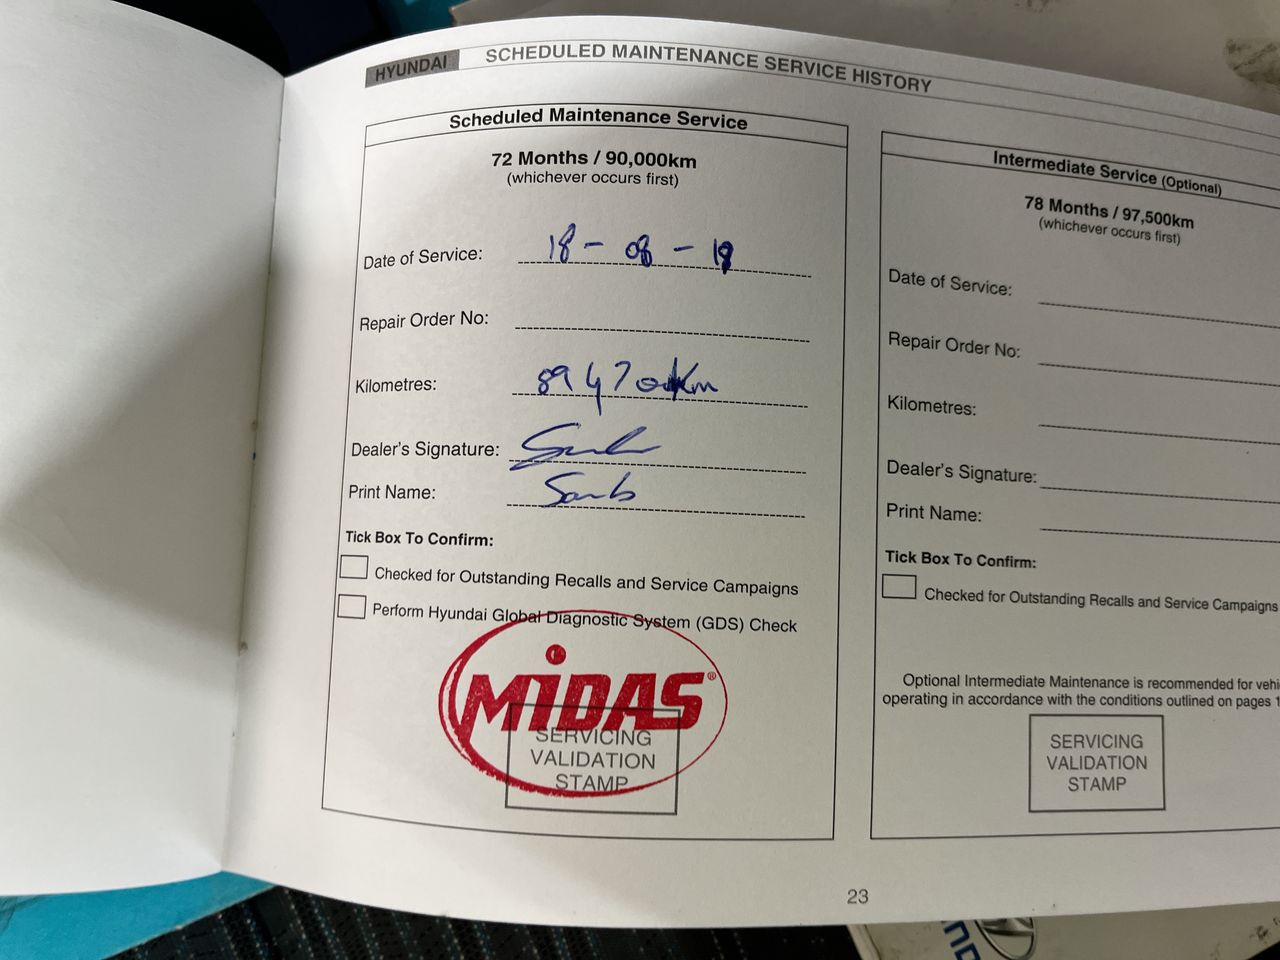 HYUNDAI SCHEDULED MAINTENANCE SERVICE HISTORY
Scheduled Maintenance Service
72 Months / 90,000km
(whichever occurs first)
Date of Service: 18 - 08 - 19
Repair Order No:
Kilometres: 89470km
Dealer's Signature:
Print Name:
Tick Box To Confirm:
Checked for Outstanding Recalls and Service Campaigns
Perform Hyundai Global Diagnostic System (GDS) Check
MiDAS®
SERVICING
VALIDATION
STAMP
Intermediate Service (Optional)
78 Months / 97,500km
(whichever occurs first)
Date of Service:
Repair Order No:
Kilometres:
Dealer's Signature:
Print Name:
Tick Box To Confirm:
Checked for Outstanding Recalls and Service Campaigns
Optional Intermediate Maintenance is recommended for
operating in accordance with the conditions outlined on pages
SERVICING
VALIDATION
STAMP
23